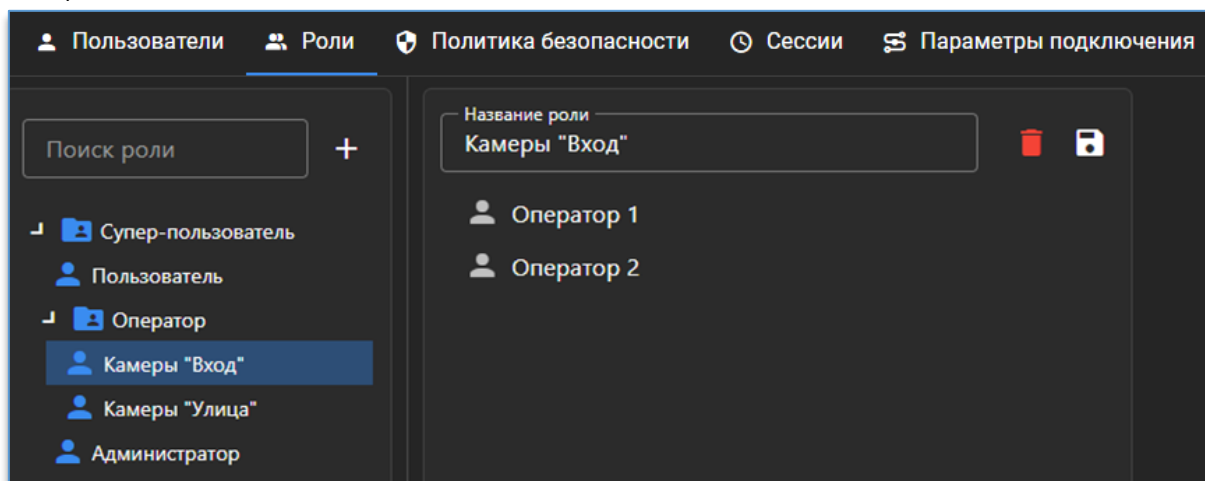 Пользователи Роли Политика безопасности Сессии Параметры подключения
Поиск роли
Супер-пользователь
Пользователь
Оператор
Камеры "Вход"
Камеры "Улица"
Администратор
Название роли
Камеры "Вход"
Оператор 1
Оператор 2